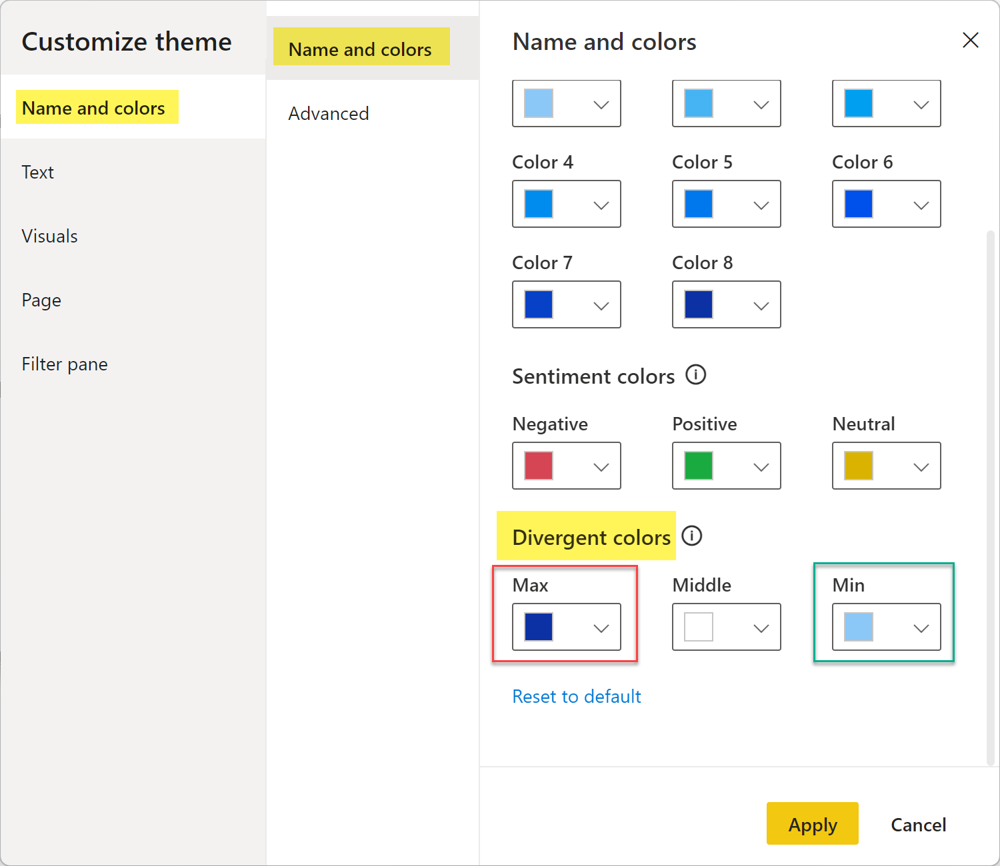 Customize theme
Name and colors
Text
Visuals
Page
Filter pane
Name and colors
Advanced
Name and colors
Color 4 Color 5 Color 6
Color 7 Color 8
Sentiment colors
Negative Positive Neutral
Divergent colors
Max Middle Min
Reset to default
Apply Cancel